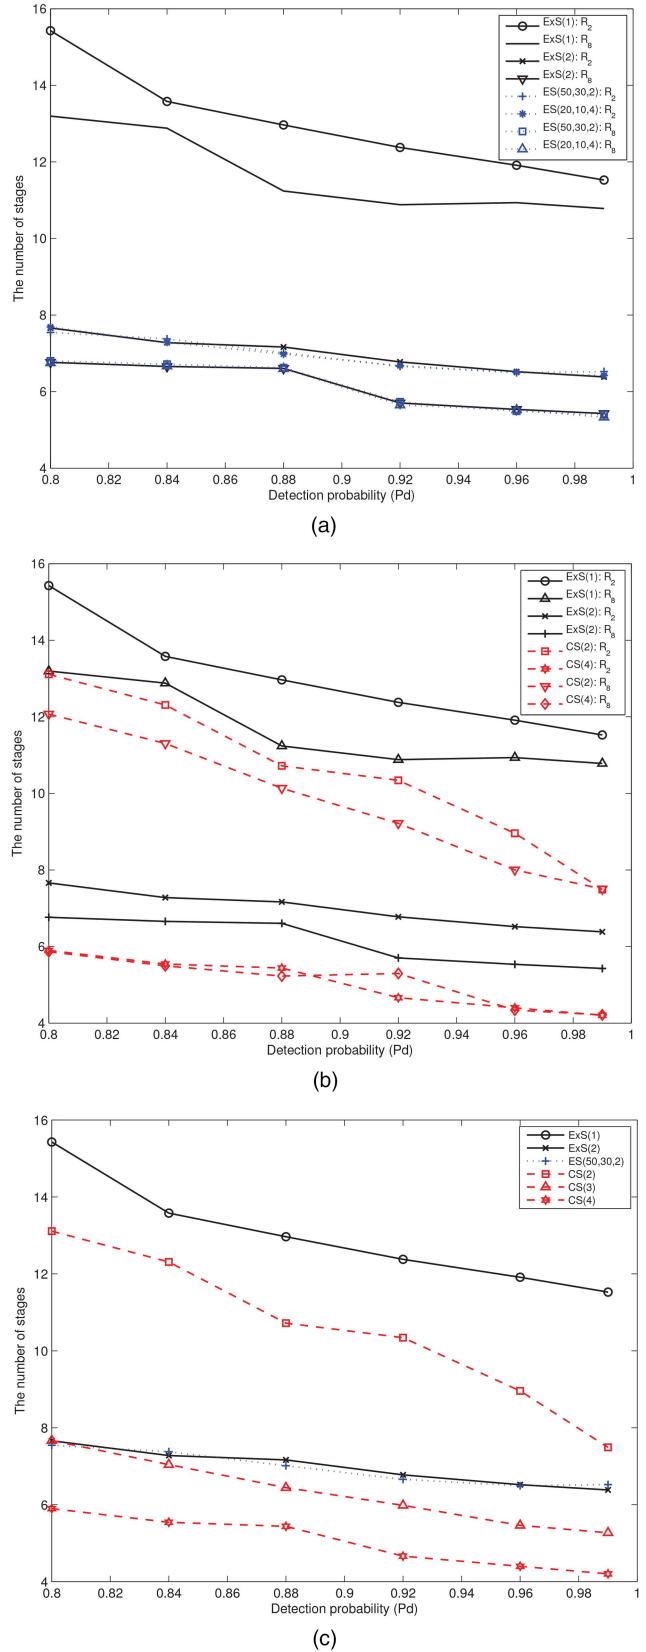 16
14
12
10
8
6
4
The number of stages
ExS(1): R2
ExS(1): R8
ExS(2): R2
ExS(2): R8
ES(50,30,2): R2
ES(20,10,4): R2
ES(50,30,2): R8
ES(20,10,4): R8
0.8 0.82 0.84 0.86 0.88 0.9 0.92 0.94 0.96 0.98 1
Detection probability (Pd)
(a)
16
14
12
10
8
6
4
The number of stages
ExS(1): R2
ExS(1): R8
ExS(2): R2
ExS(2): R8
CS(2): R2
CS(4): R2
CS(2): R8
CS(4): R8
0.8 0.82 0.84 0.86 0.88 0.9 0.92 0.94 0.96 0.98 1
Detection probability (Pd)
(b)
16
14
12
10
8
6
4
The number of stages
ExS(1)
ExS(2)
ES(50,30,2)
CS(2)
CS(3)
CS(4)
0.8 0.82 0.84 0.86 0.88 0.9 0.92 0.94 0.96 0.98 1
Detection probability (Pd)
(c)